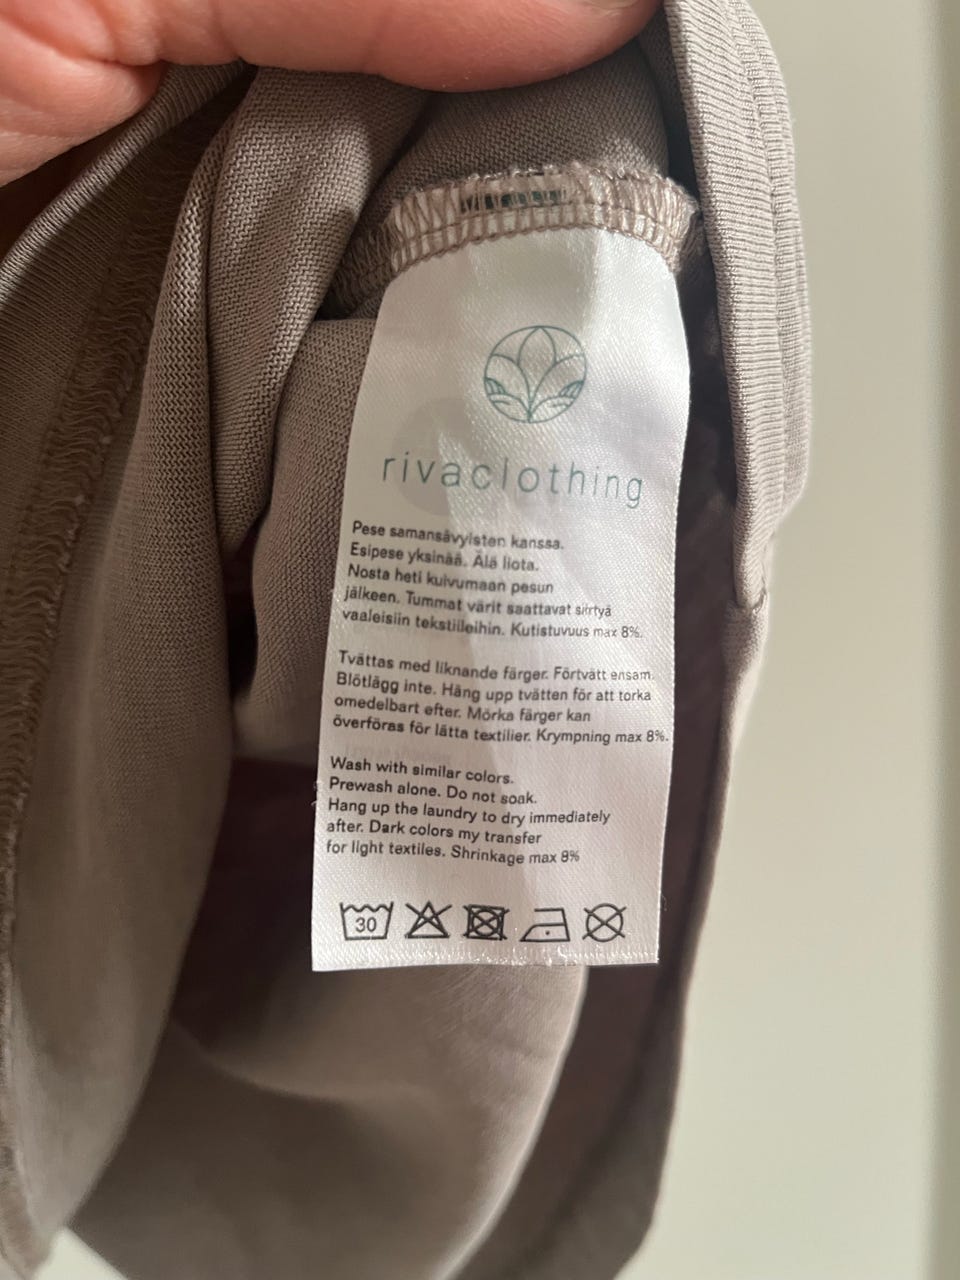 rivaclothing
Pese samansävyisten kanssa.
Esipese yksinää. Älä liota.
Nosta heti kuivumaan pesun
jälkeen. Tummat värit saattavat siirtyä
vaaleisiin tekstiileihin. Kutistuvuus max 8%.
Tvättas med liknande färger. Förtvätt ensam.
Blötlägg inte. Häng upp tvätten för att torka
omedelbart efter. Mörka färger kan
överföras för lätta textilier. Krympning max 8%.
Wash with similar colors.
Prewash alone. Do not soak.
Hang up the laundry to dry immediately
after. Dark colors my transfer
for light textiles. Shrinkage max 8%
30